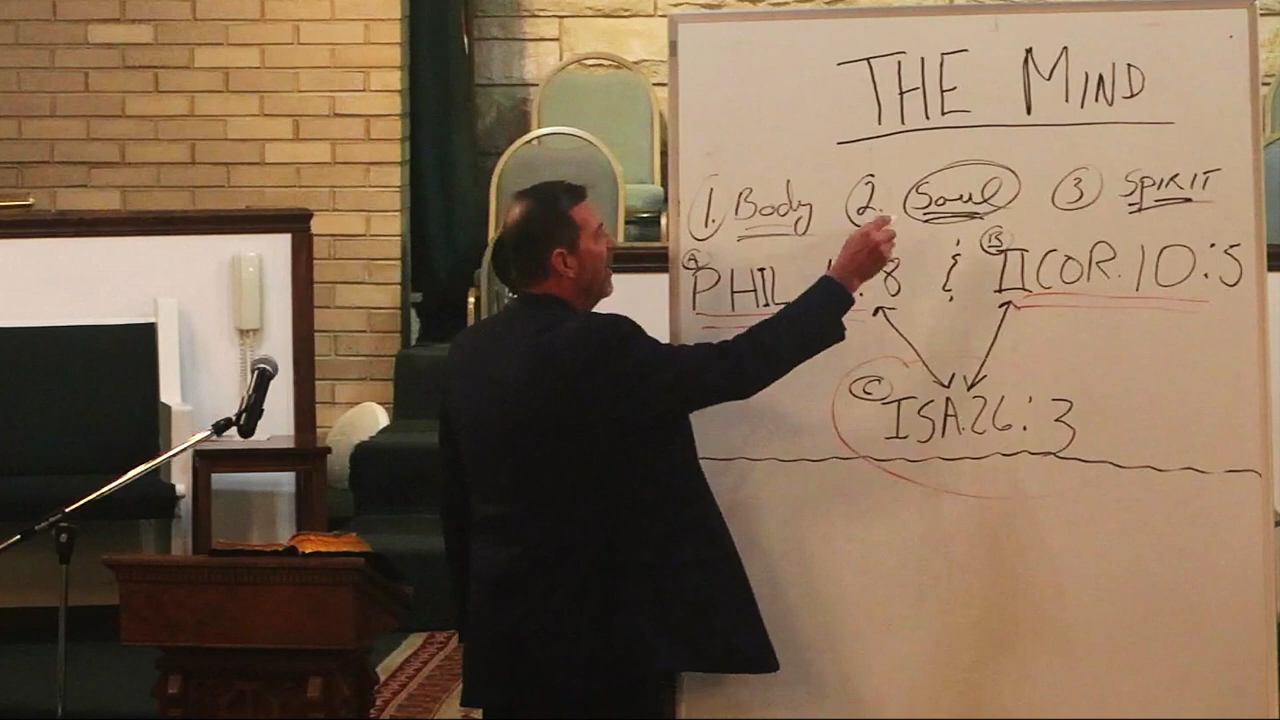 THE MIND
1. Body 2. Soul 3 SPIRIT
A PHIL :8 & B II COR. 10:5
C ISA.26:3